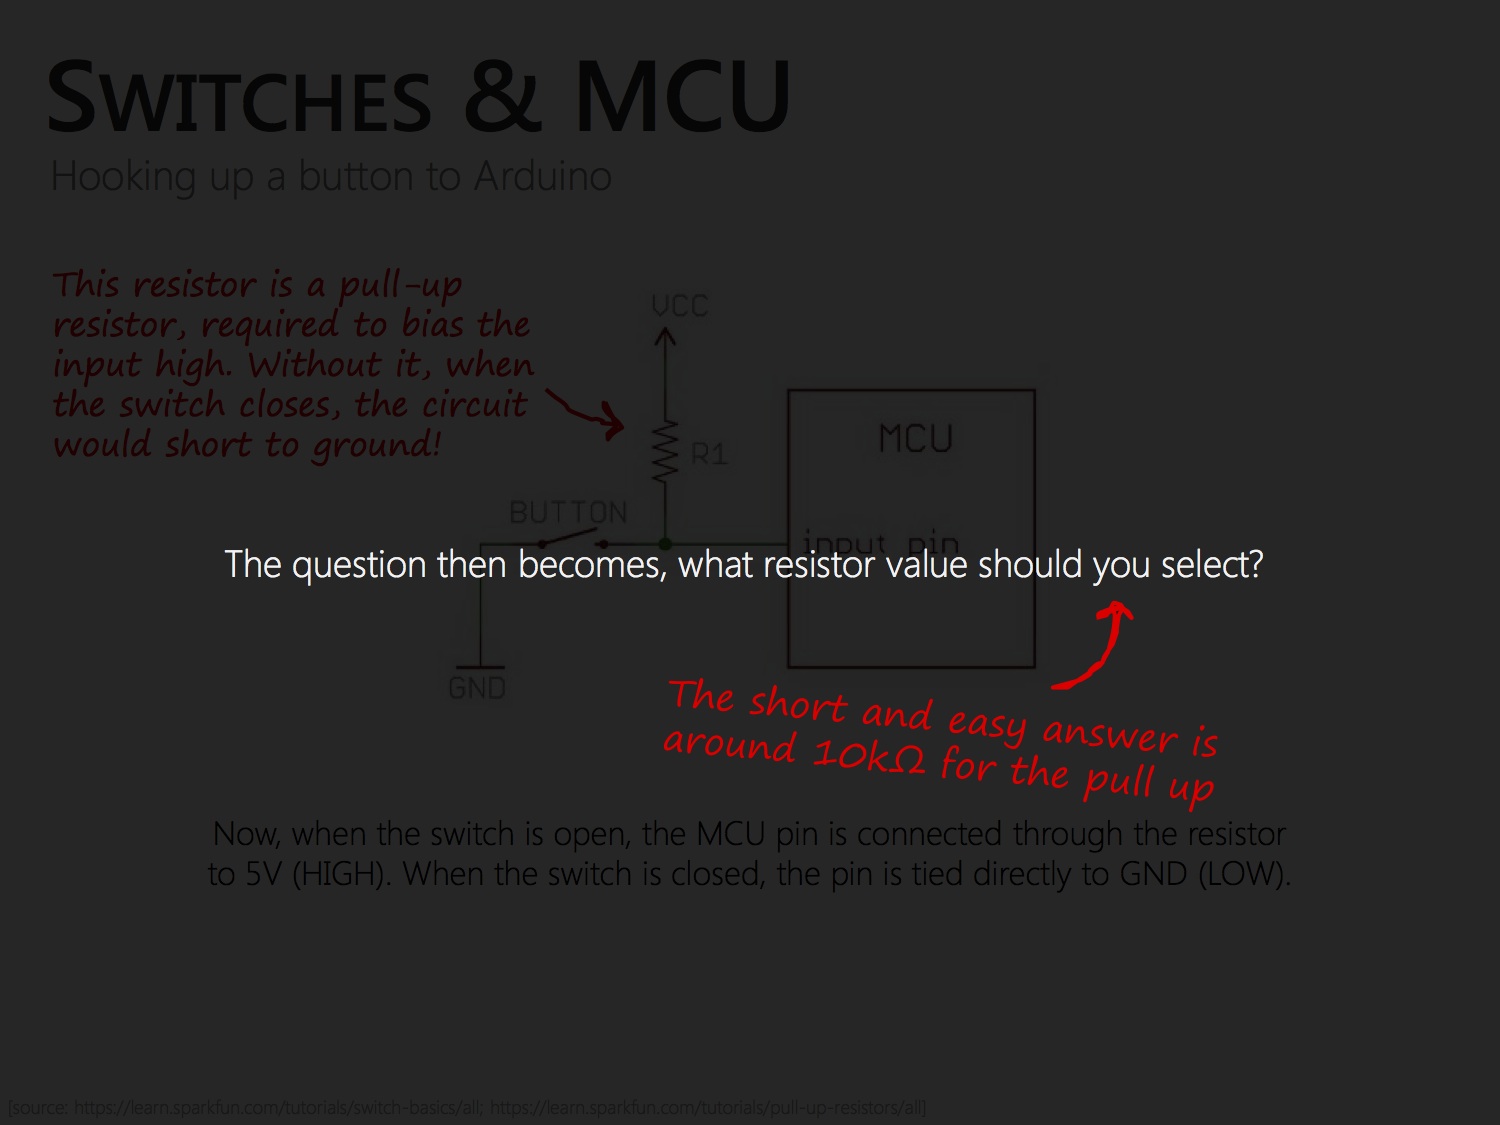 SWITCHES & MCU
Hooking up a button to Arduino
This resistor is a pull-up
resistor, required to bias the
input high. Without it, when
the switch closes, the circuit
would short to ground!
VCC
R1
MCU
BUTTON
input pin
The question then becomes, what resistor value should you select?
GND
The short and easy answer is
around 10kΩ for the pull up
Now, when the switch is open, the MCU pin is connected through the resistor
to 5V (HIGH). When the switch is closed, the pin is tied directly to GND (LOW).
[source: https://learn.sparkfun.com/tutorials/switch-basics/all; https://learn.sparkfun.com/tutorials/pull-up-resistors/all]